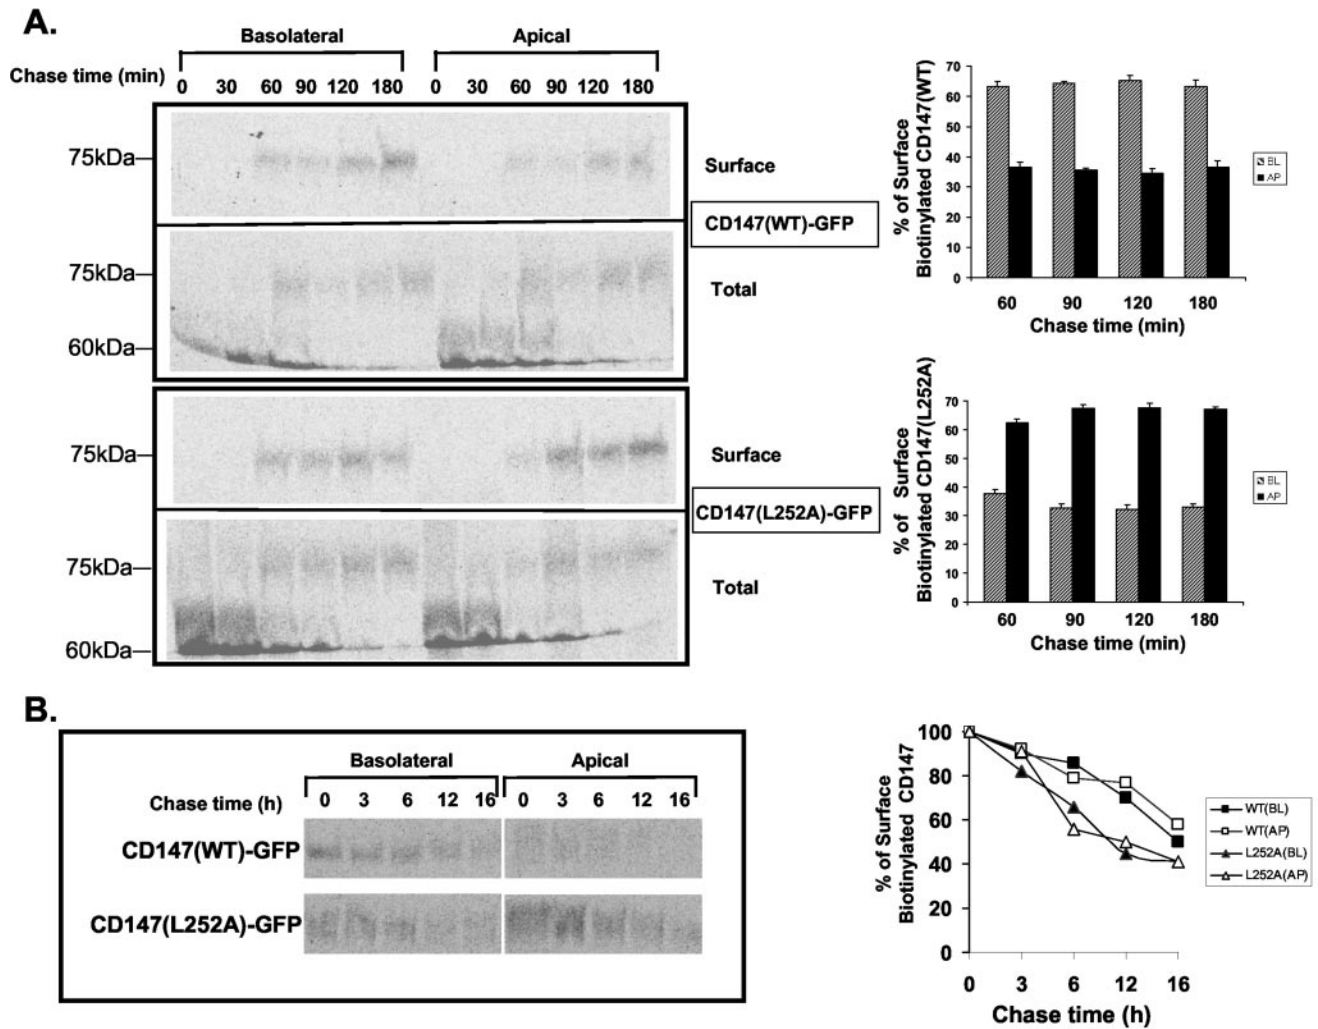 A.
Basolateral Apical
Chase time (min) 0 30 60 90 120 180 0 60 90 120 180
75kDa
Surface
CD147(WT)-GFP
75kDa
Total
60kDa
75kDa
Surface
CD147(L252A)-GFP
75kDa
Total
60kDa
% of Surface
Biotinylated CD147(WT)
70
60
50
40
30
20
10
0
60 90 120 180
Chase time (min)
BL
AP
% of Surface
Biotinylated CD147(L252A)
70
60
50
40
30
20
10
0
60 90 120 180
Chase time (min)
BL
AP
B.
Basolateral Apical
Chase time (h) 0 3 6 12 16 0 3 6 12 16
CD147(WT)-GFP
CD147(L252A)-GFP
% of Surface
Biotinylated CD147
100
80
60
40
20
0
0 3 6 12 16
Chase time (h)
WT(BL)
WT(AP)
L252A(BL)
L252A(AP)